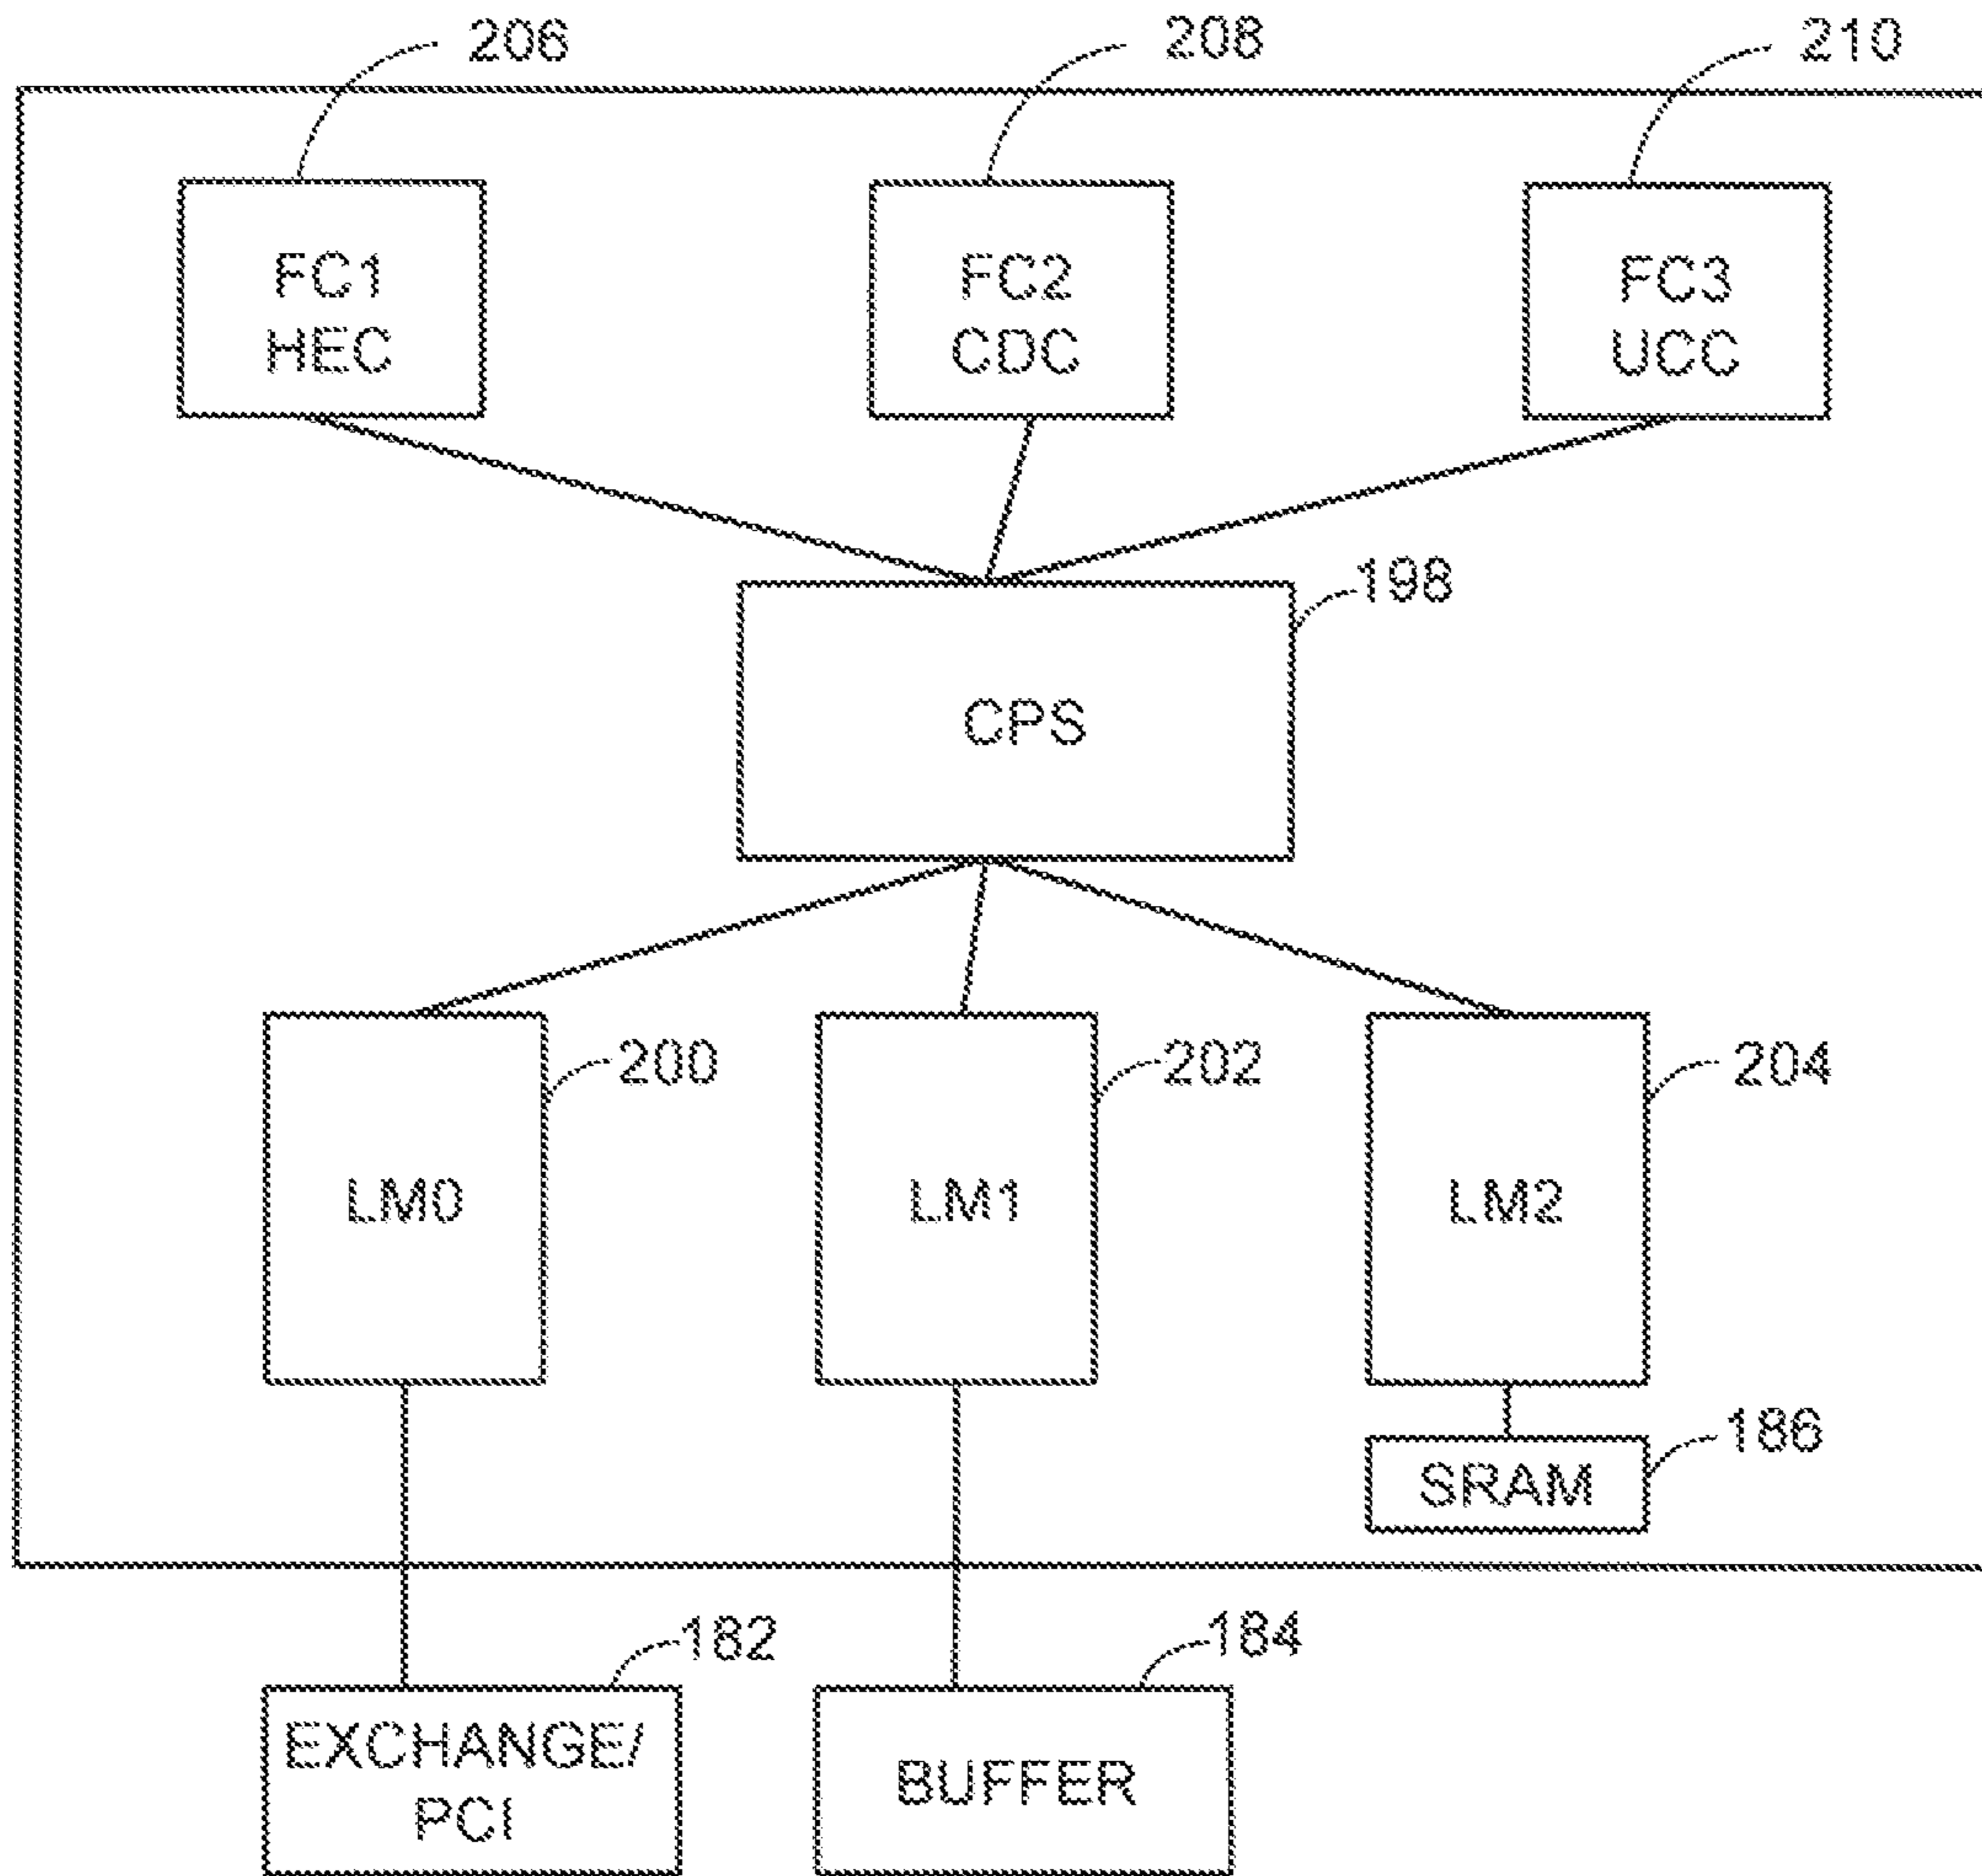 206
208
210
FC1
HEC
FC2
CDC
FC3
UCC
198
CPS
200
202
204
LM0
LM1
LM2
186
SRAM
182
184
EXCHANGE/
PCI
BUFFER